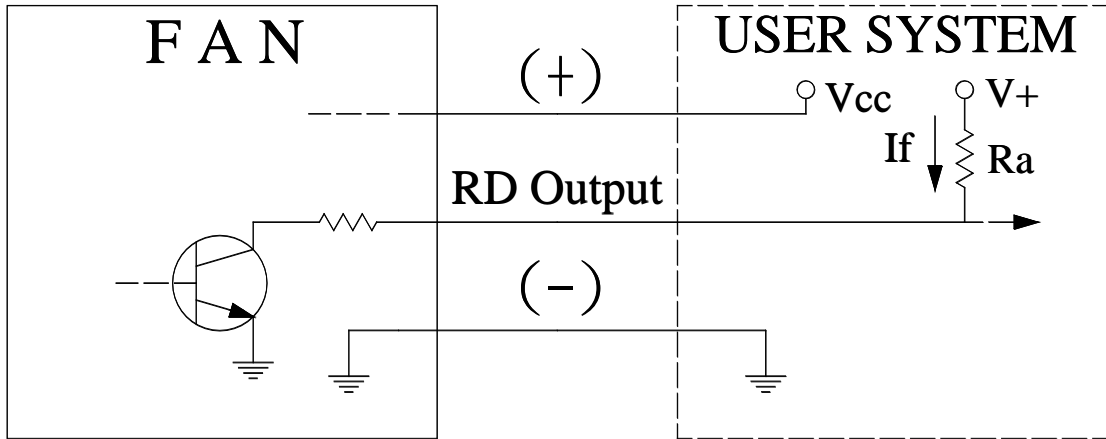 F A N
USER SYSTEM
(+)
Vcc
V+
If
Ra
RD Output
(-)